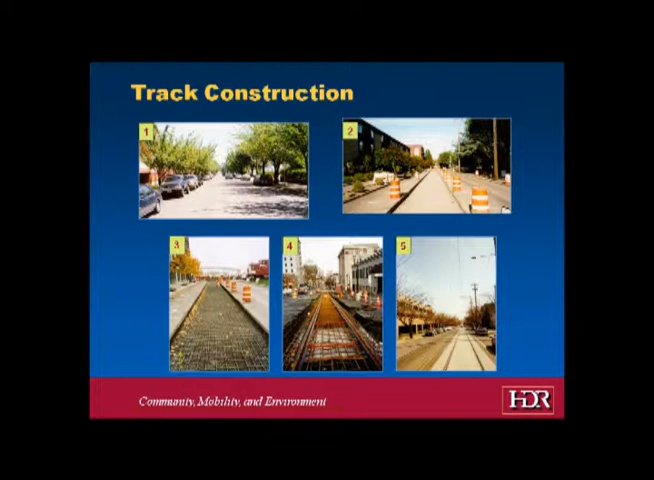 Track Construction
1
2
3
4
5
Community, Mobility, and Environment
HDR